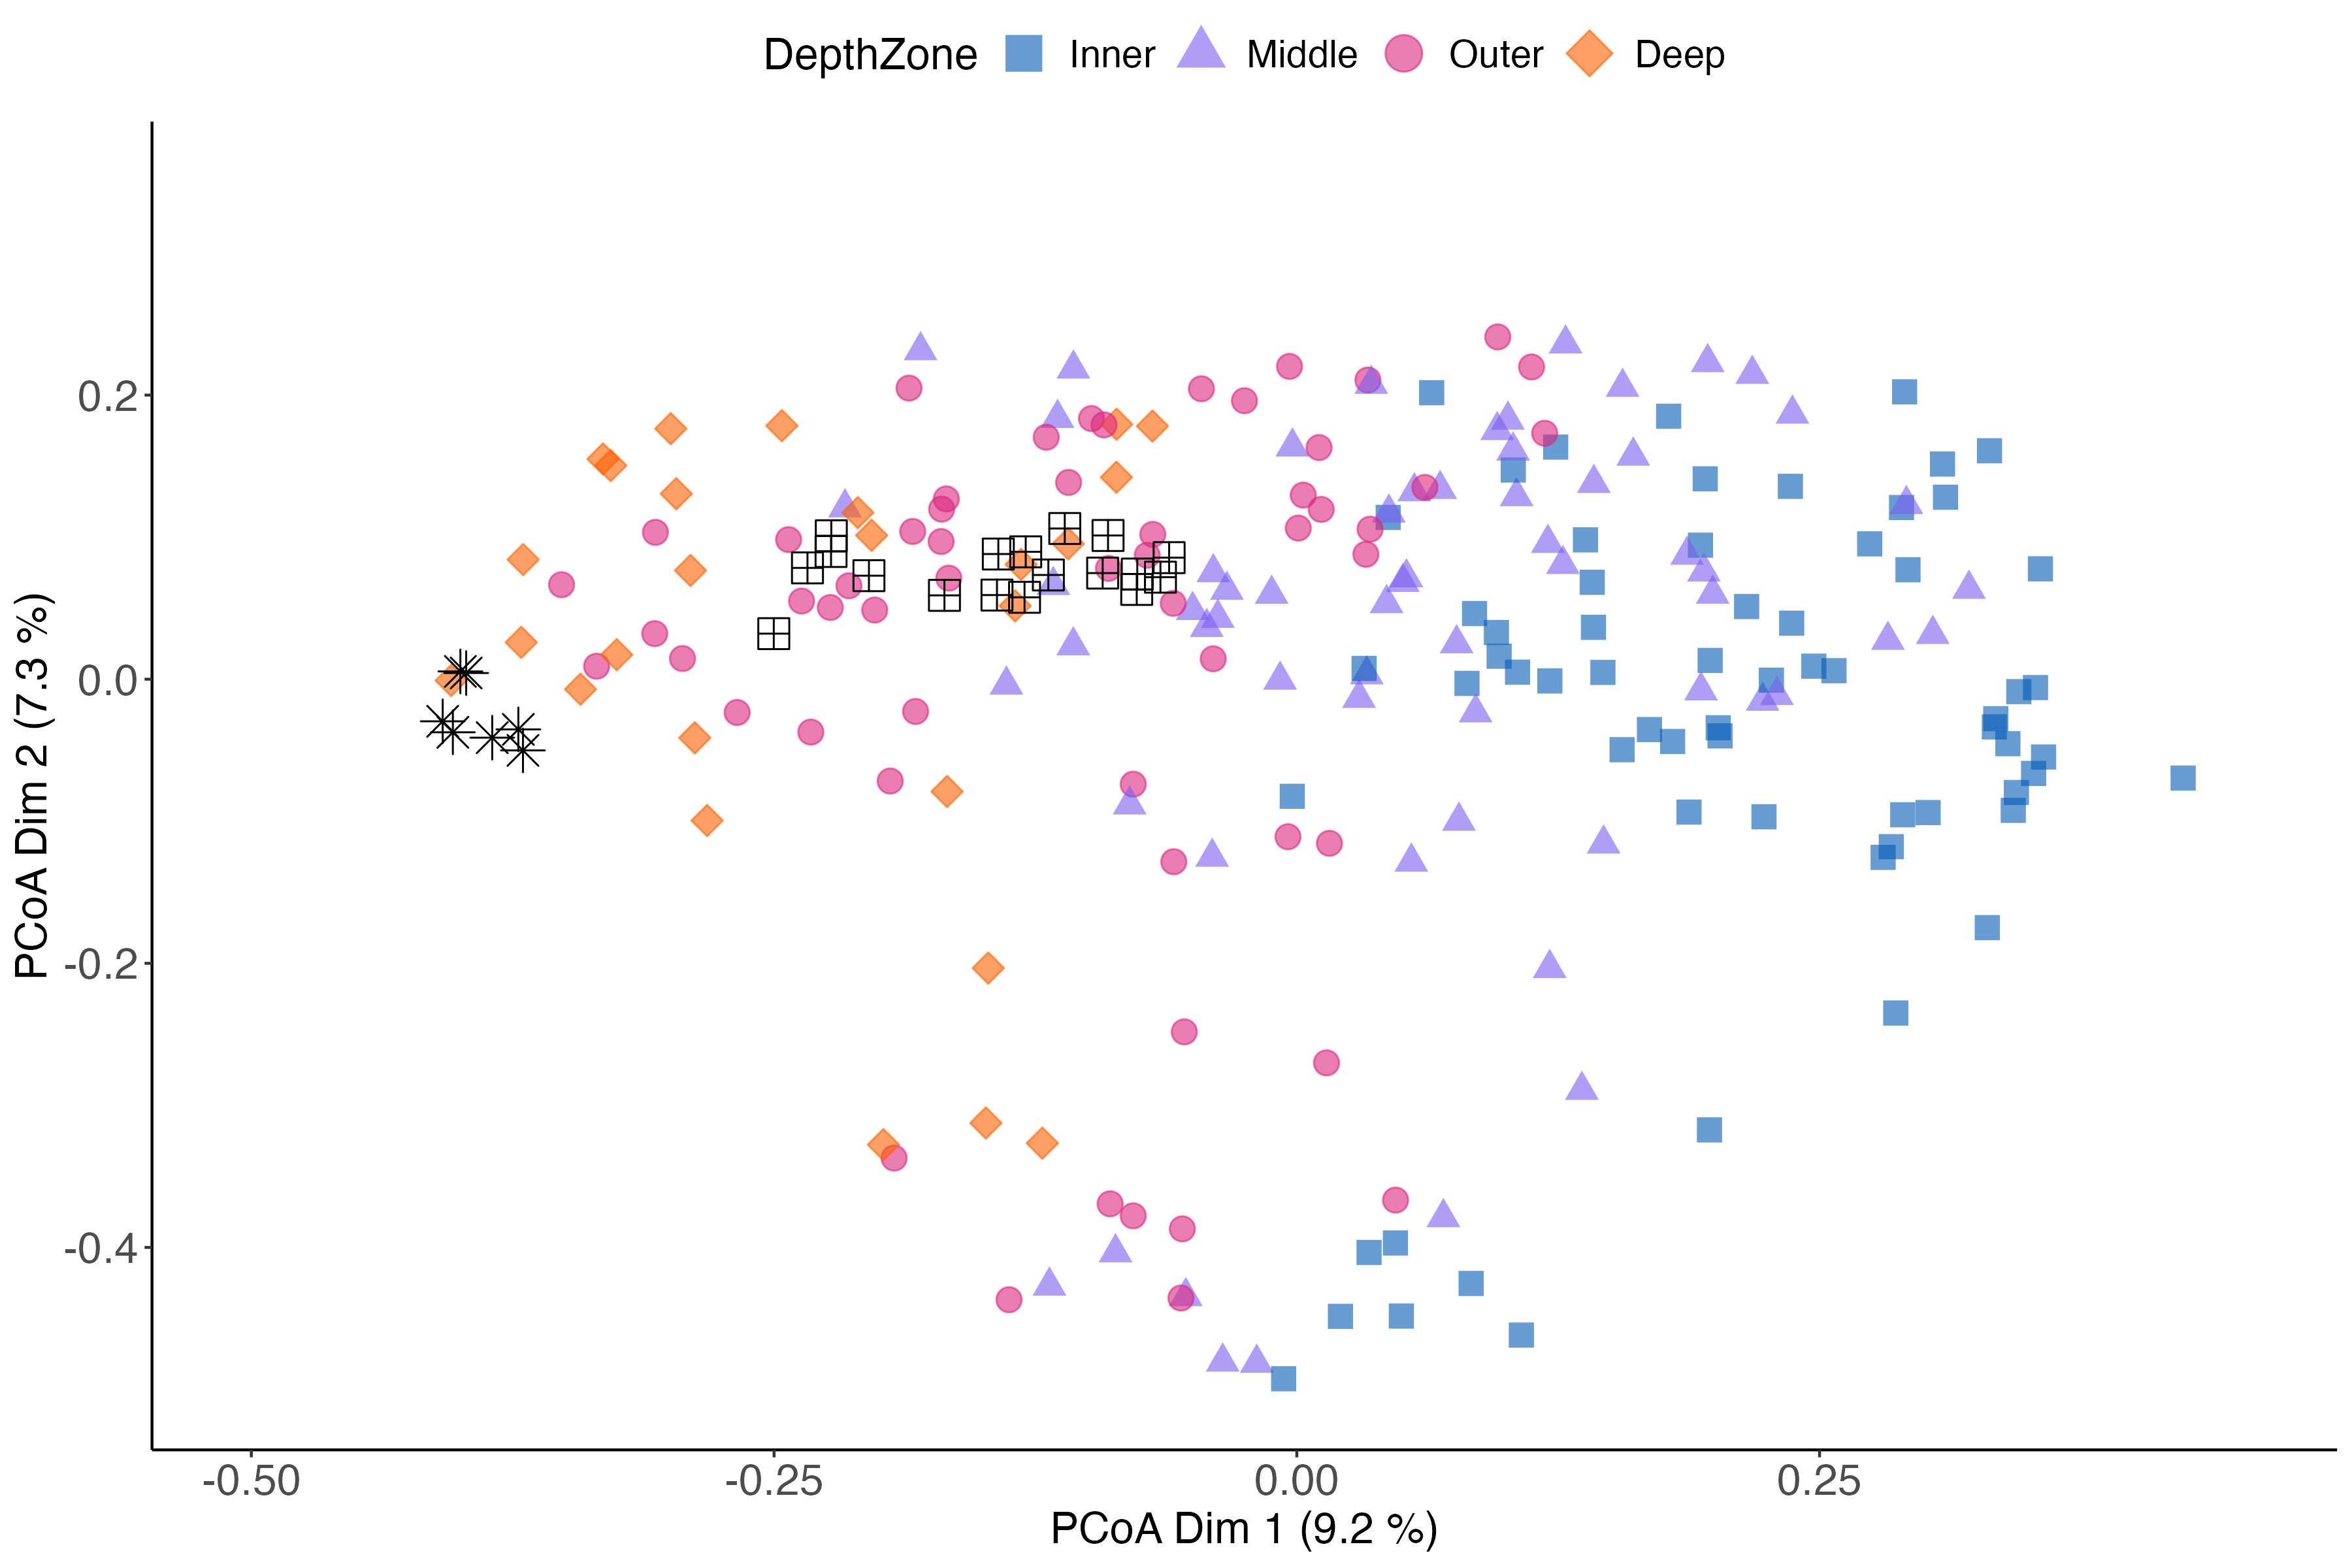 DepthZone Inner Middle Outer Deep
0.2
0.0
-0.2
-0.4
PCoA Dim 2 (7.3 %)
-0.50 -0.25 0.00 0.25
PCoA Dim 1 (9.2 %)